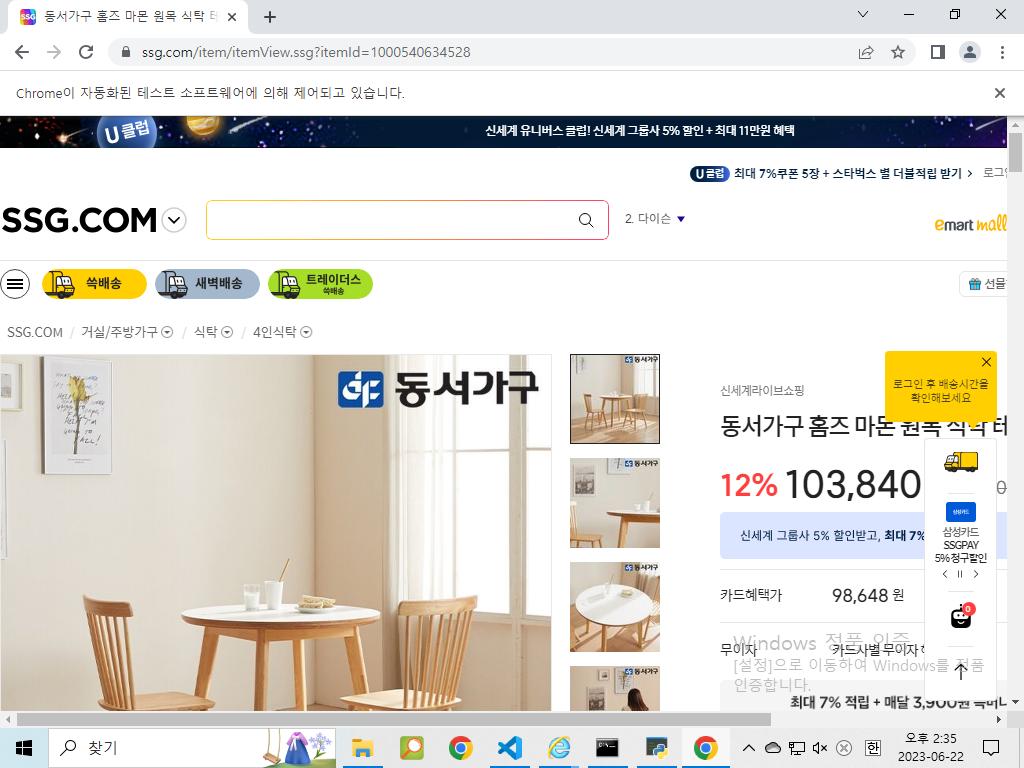 동서가구 홈즈 마몬 원목 식탁 테
ssg.com/item/itemView.ssg?itemId=1000540634528
Chrome이 자동화된 테스트 소프트웨어에 의해 제어되고 있습니다.
U클럽
신세계 유니버스 클럽! 신세계 그룹사 5% 할인 + 최대 11만원 혜택
U클럽 최대 7%쿠폰 5장 + 스타벅스 별 더블적립 받기 > 로그인
SSG.COM
2. 다이슨
emart mall
쓱배송
새벽배송
트레이더스
쓱배송
선물
SSG.COM / 거실/주방가구 / 식탁 / 4인식탁
동서가구
신세계라이브쇼핑
로그인 후 배송시간을
확인해보세요
동서가구 홈즈 마몬 원목 식탁 테
12% 103,840
신세계 그룹사 5% 할인받고, 최대 7%
삼성카드
삼성카드
SSGPAY
5% 청구할인
카드혜택가 98,648 원
0
무이자 카드사별 무이자
Windows 정품 인증
[설정]으로 이동하여 Windows를 정품
인증합니다.
최대 7% 적립 + 매달 3,900원 멤버
찾기
오후 2:35
2023-06-22
한